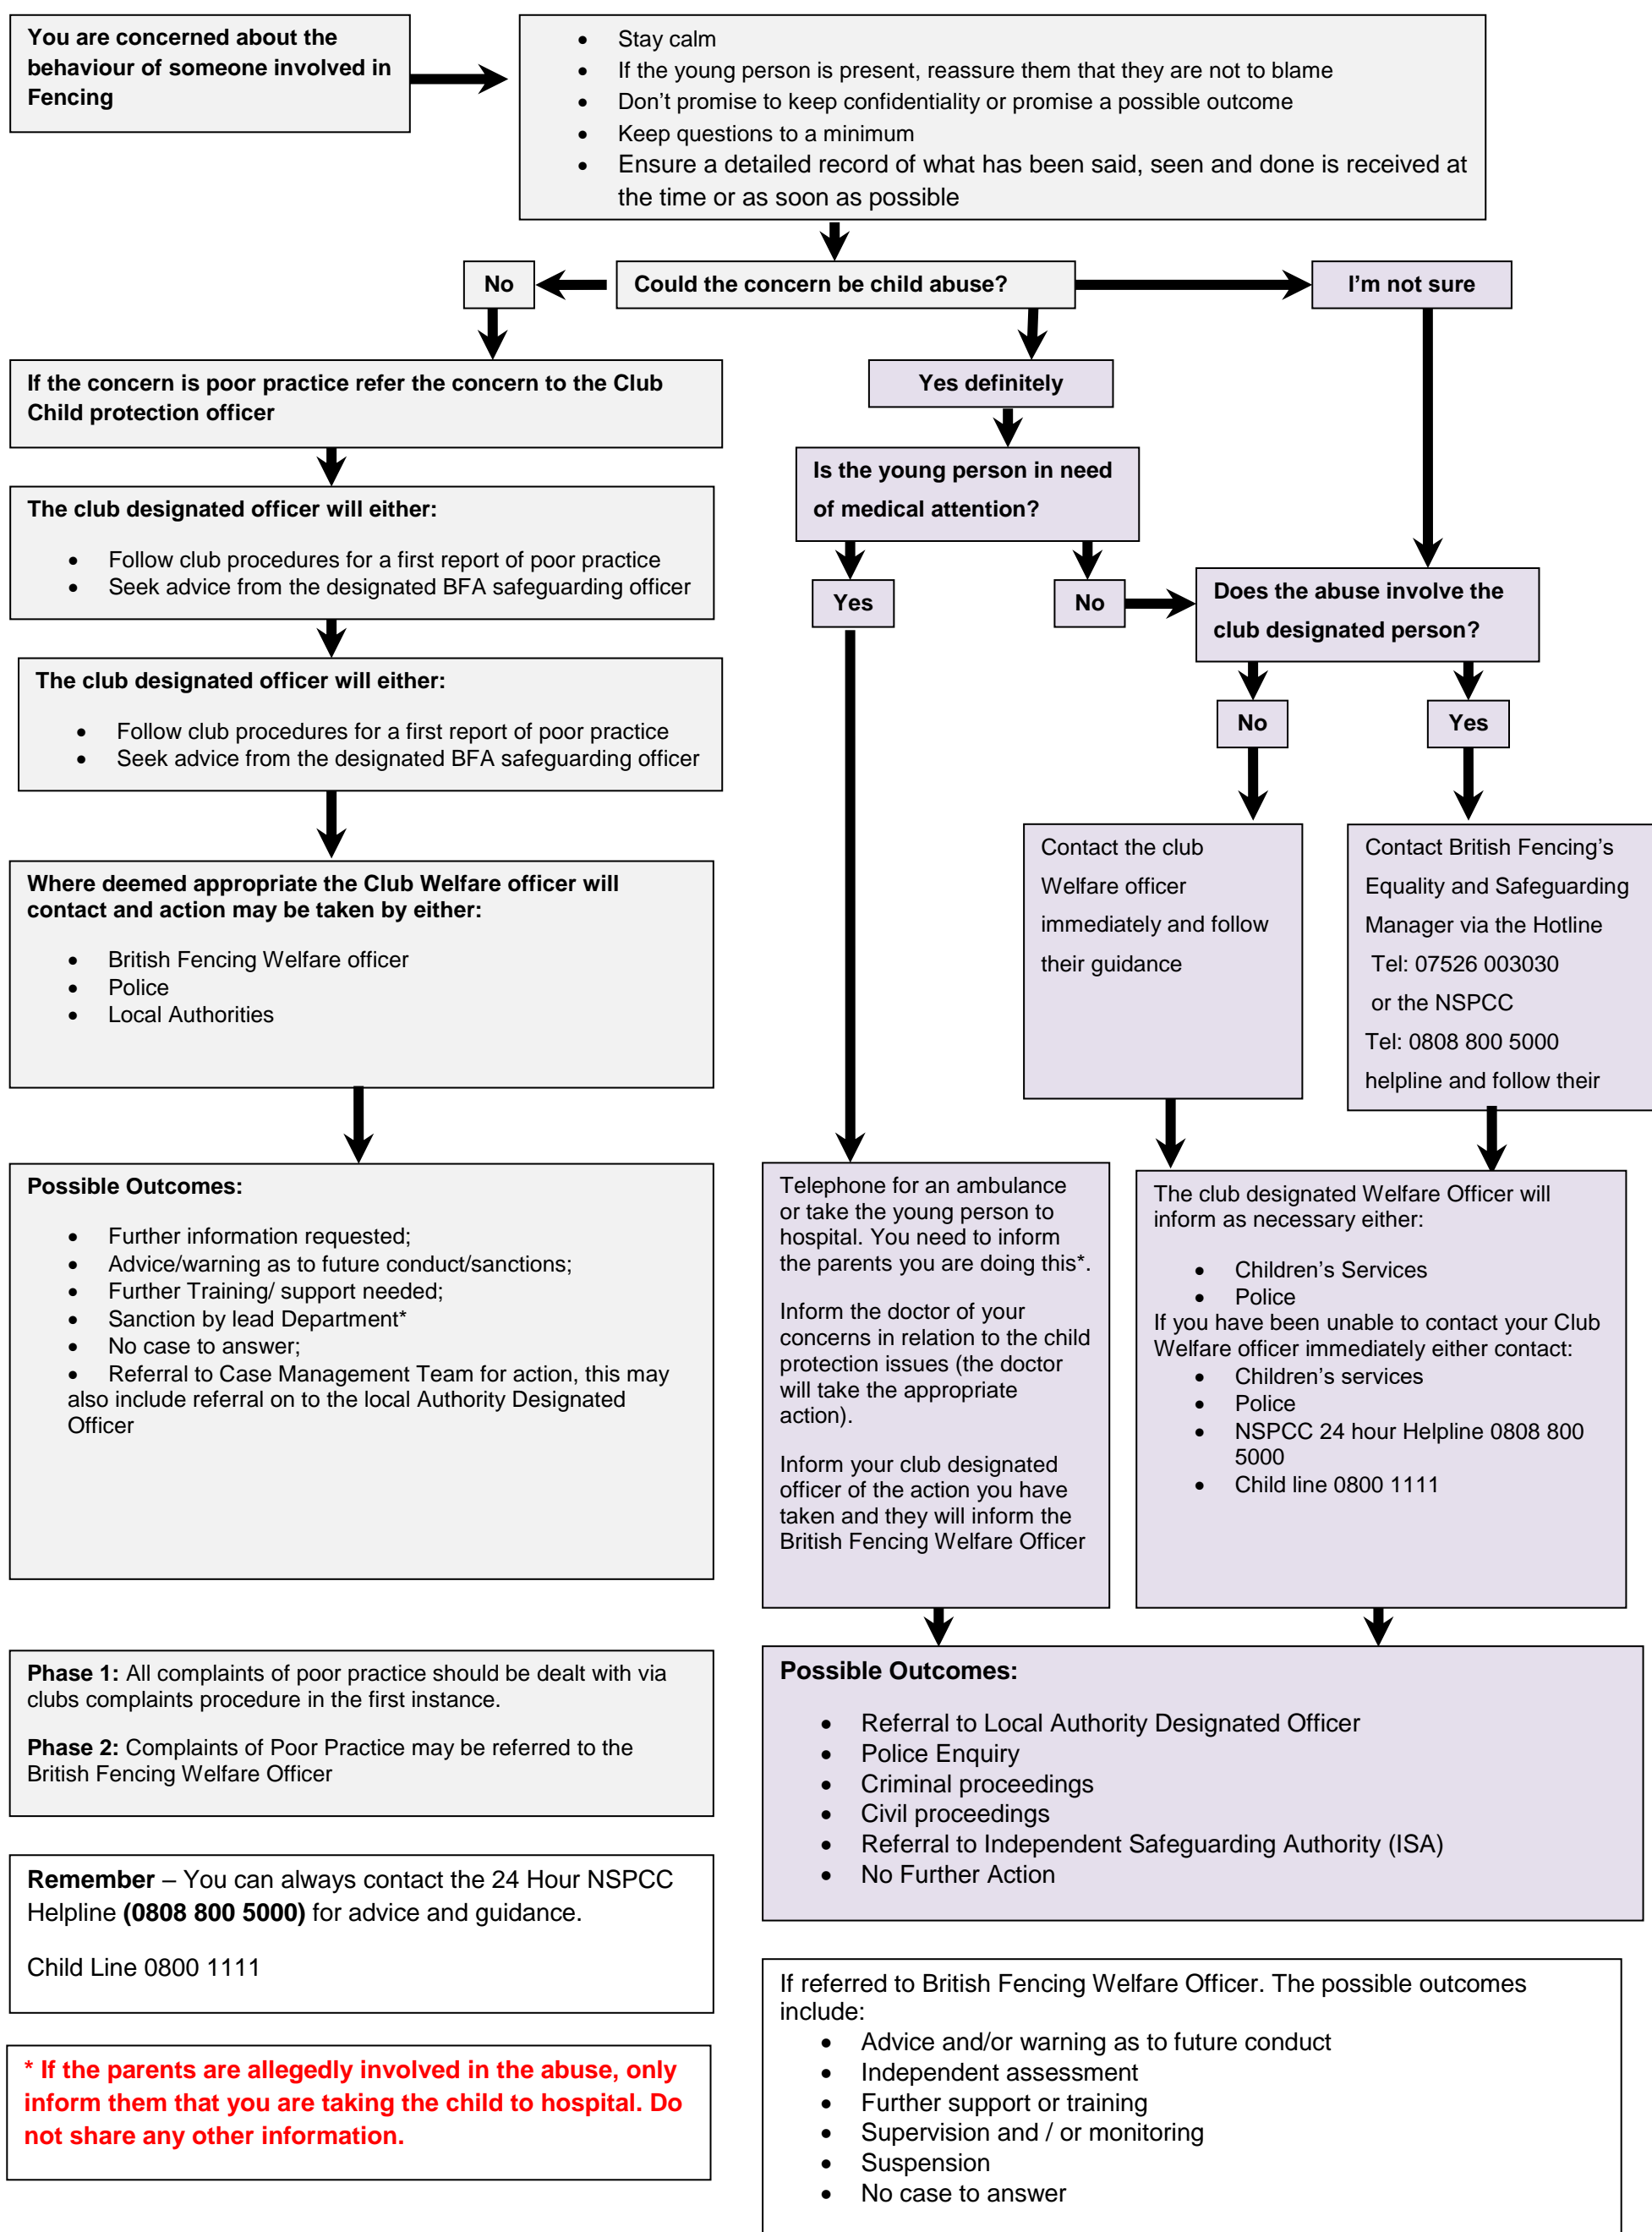 You are concerned about the
behaviour of someone involved in
Fencing
• Stay calm
• If the young person is present, reassure them that they are not to blame
• Don't promise to keep confidentiality or promise a possible outcome
• Keep questions to a minimum
• Ensure a detailed record of what has been said, seen and done is received at
the time or as soon as possible
No
Could the concern be child abuse?
I'm not sure
If the concern is poor practice refer the concern to the Club
Child protection officer
Yes definitely
The club designated officer will either:
• Follow club procedures for a first report of poor practice
• Seek advice from the designated BFA safeguarding officer
Is the young person in need
of medical attention?
Yes
No
Does the abuse involve the
club designated person?
The club designated officer will either:
• Follow club procedures for a first report of poor practice
• Seek advice from the designated BFA safeguarding officer
No
Yes
Where deemed appropriate the Club Welfare officer will
contact and action may be taken by either:
• British Fencing Welfare officer
• Police
• Local Authorities
Contact the club
Welfare officer
immediately and follow
their guidance
Contact British Fencing's
Equality and Safeguarding
Manager via the Hotline
Tel: 07526 003030
or the NSPCC
Tel: 0808 800 5000
helpline and follow their
Possible Outcomes:
• Further information requested;
• Advice/warning as to future conduct/sanctions;
• Further Training/ support needed;
• Sanction by lead Department*
• No case to answer;
• Referral to Case Management Team for action, this may
also include referral on to the local Authority Designated
Officer
Telephone for an ambulance
or take the young person to
hospital. You need to inform
the parents you are doing this*.
Inform the doctor of your
concerns in relation to the child
protection issues (the doctor
will take the appropriate
action).
Inform your club designated
officer of the action you have
taken and they will inform the
British Fencing Welfare Officer
The club designated Welfare Officer will
inform as necessary either:
• Children's Services
• Police
If you have been unable to contact your Club
Welfare officer immediately either contact:
• Children's services
• Police
• NSPCC 24 hour Helpline 0808 800
5000
• Child line 0800 1111
Phase 1: All complaints of poor practice should be dealt with via
clubs complaints procedure in the first instance.
Phase 2: Complaints of Poor Practice may be referred to the
British Fencing Welfare Officer
Possible Outcomes:
• Referral to Local Authority Designated Officer
• Police Enquiry
• Criminal proceedings
• Civil proceedings
• Referral to Independent Safeguarding Authority (ISA)
• No Further Action
Remember – You can always contact the 24 Hour NSPCC
Helpline (0808 800 5000) for advice and guidance.
Child Line 0800 1111
* If the parents are allegedly involved in the abuse, only
inform them that you are taking the child to hospital. Do
not share any other information.
If referred to British Fencing Welfare Officer. The possible outcomes
include:
• Advice and/or warning as to future conduct
• Independent assessment
• Further support or training
• Supervision and / or monitoring
• Suspension
• No case to answer